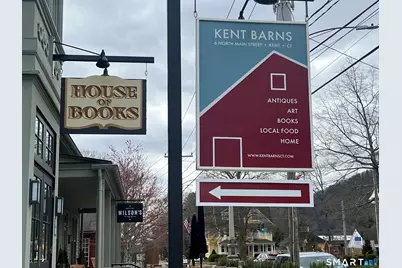 HOUSE
OF
BOOKS
KENT BARNS
6 NORTH MAIN STREET • KENT • CT
ANTIQUES
ART
BOOKS
LOCAL FOOD
HOME
WWW.KENTBARNSCT.COM
WILSON'S
SMART